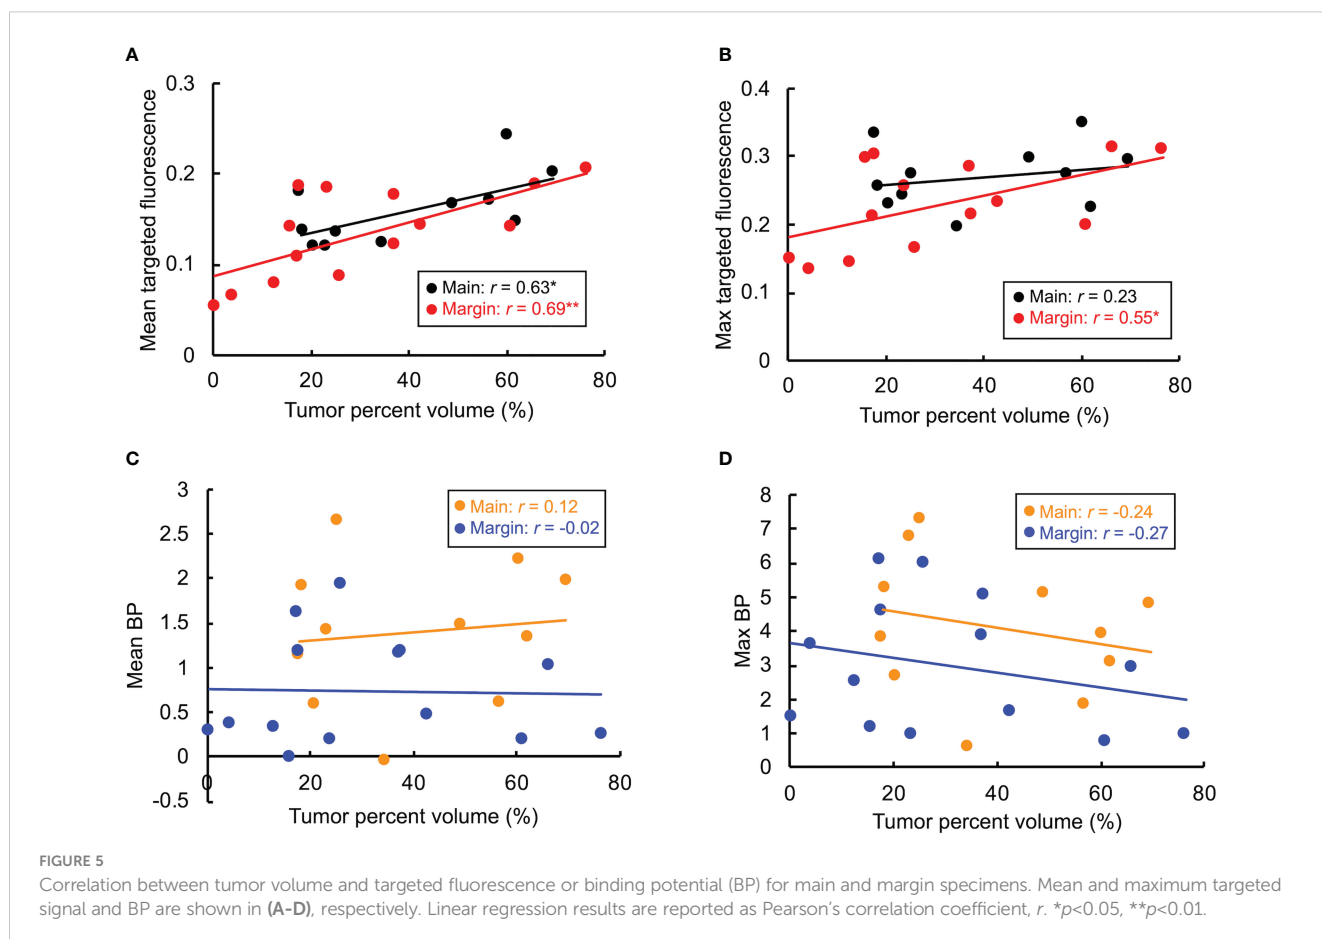 A
0.3
0.2
0.1
0
0
20
40
60
80
Mean targeted fluorescence
Tumor percent volume (%)
Main: r = 0.63*
Margin: r = 0.69**
B
0.4
0.3
0.2
0.1
0
0
20
40
60
80
Max targeted fluorescence
Tumor percent volume (%)
Main: r = 0.23
Margin: r = 0.55*
C
3
2.5
2
1.5
1
0.5
0
-0.5
0
20
40
60
80
Mean BP
Tumor percent volume (%)
Main: r = 0.12
Margin: r = -0.02
D
8
7
6
5
4
3
2
1
0
0
20
40
60
80
Max BP
Tumor percent volume (%)
Main: r = -0.24
Margin: r = -0.27
FIGURE 5
Correlation between tumor volume and targeted fluorescence or binding potential (BP) for main and margin specimens. Mean and maximum targeted
signal and BP are shown in (A-D), respectively. Linear regression results are reported as Pearson's correlation coefficient, r. *p<0.05, **p<0.01.